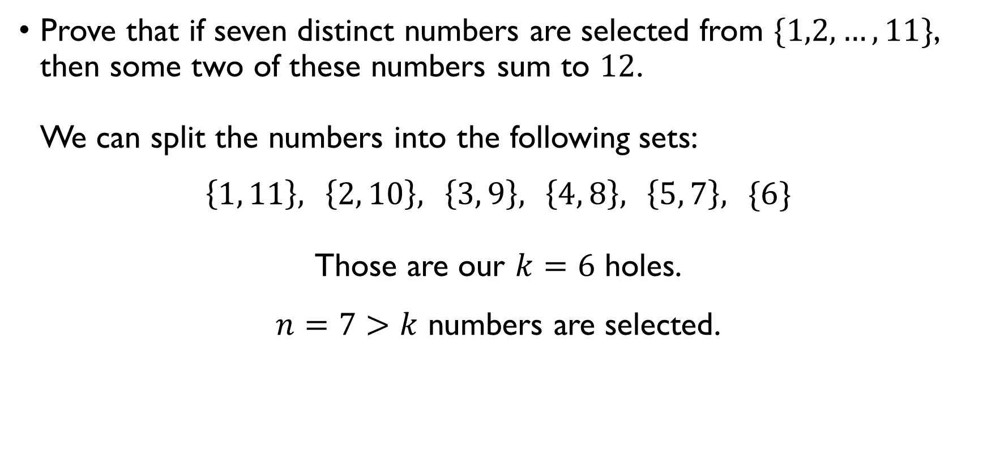 • Prove that if seven distinct numbers are selected from {1,2, … , 11},
then some two of these numbers sum to 12.
We can split the numbers into the following sets:
{1, 11}, {2, 10}, {3, 9}, {4, 8}, {5, 7}, {6}
Those are our k = 6 holes.
n = 7 > k numbers are selected.